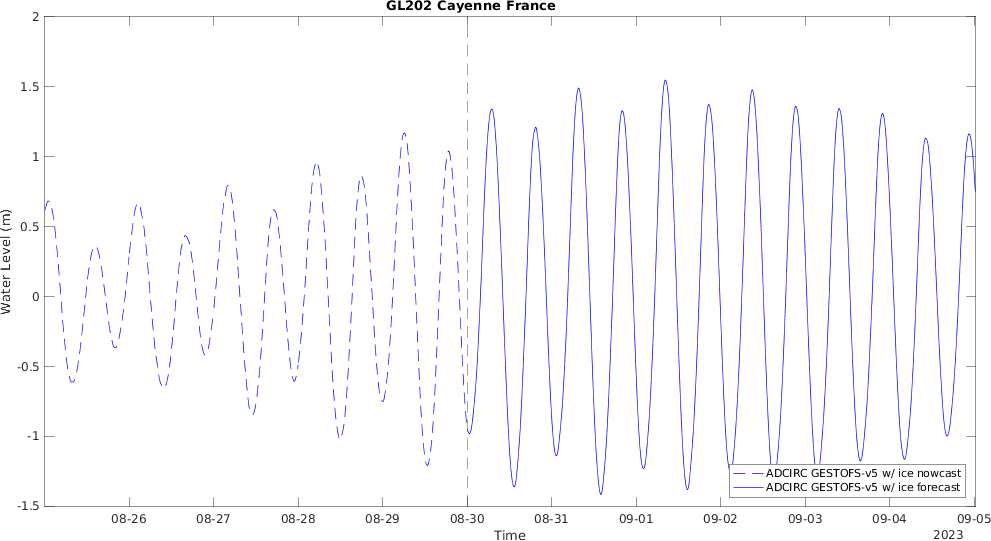 GL202 Cayenne France
2
1.5
1
0.5
0
-0.5
-1
-1.5
Water Level (m)
ADCIRC GESTOFS-v5 w/ ice nowcast
ADCIRC GESTOFS-v5 w/ ice forecast
08-26 08-27 08-28 08-29 08-30 08-31 09-01 09-02 09-03 09-04 09-05
Time
2023